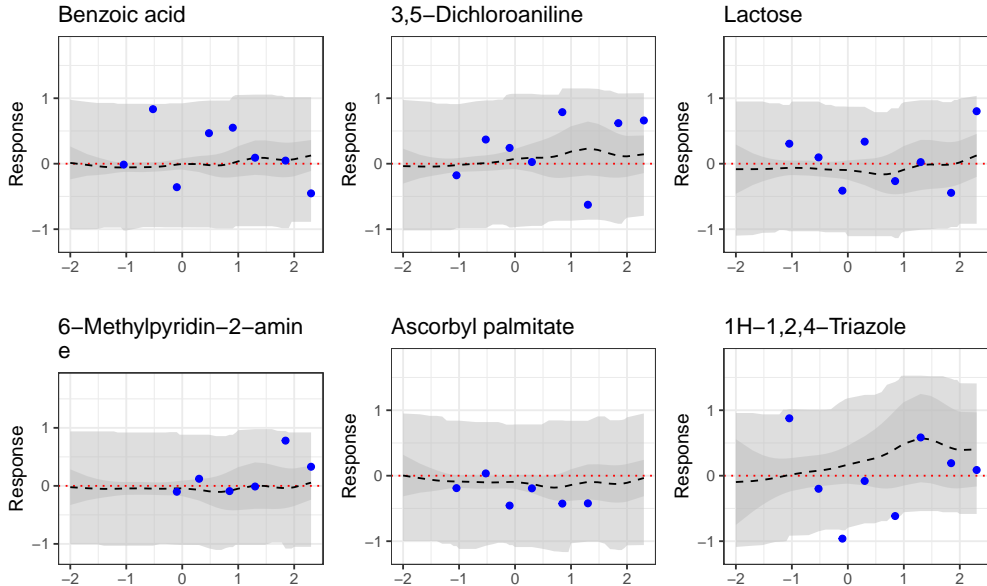 Benzoic acid
3,5−Dichloroaniline
Lactose
Response
1
0
−1
−2 −1 0 1 2
Response
1
0
−1
−2 −1 0 1 2
Response
1
0
−1
−2 −1 0 1 2
6−Methylpyridin−2−amin
e
Ascorbyl palmitate
1H−1,2,4−Triazole
Response
1
0
−1
−2 −1 0 1 2
Response
1
0
−1
−2 −1 0 1 2
Response
1
0
−1
−2 −1 0 1 2